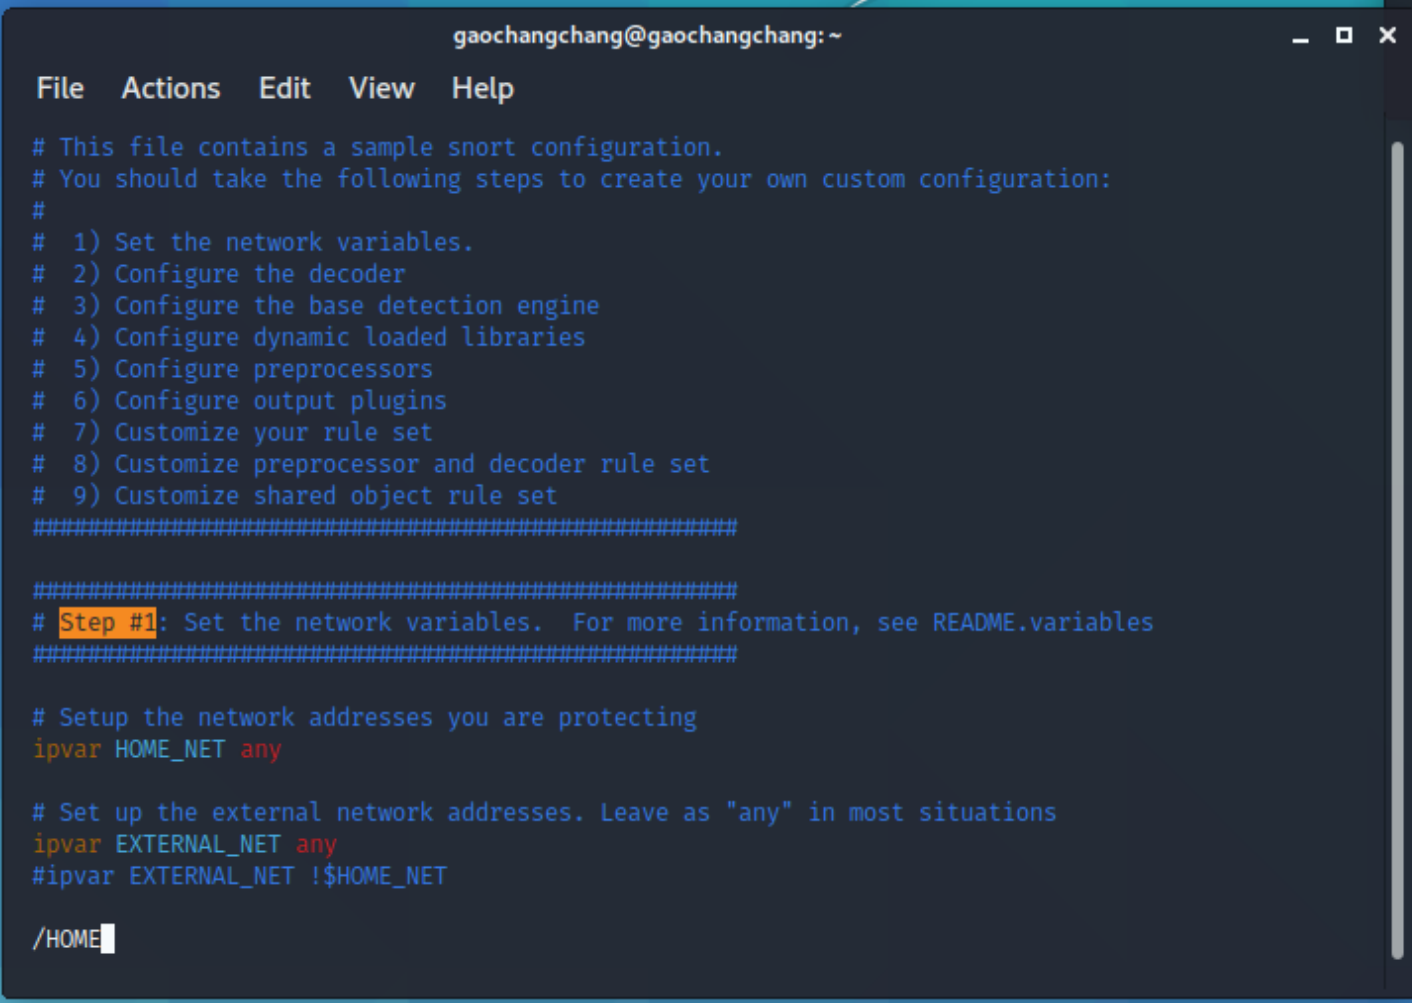 gaochangchang@gaochangchang: ~
File Actions Edit View Help
# This file contains a sample snort configuration.
# You should take the following steps to create your own custom configuration:
#
#  1) Set the network variables.
#  2) Configure the decoder
#  3) Configure the base detection engine
#  4) Configure dynamic loaded libraries
#  5) Configure preprocessors
#  6) Configure output plugins
#  7) Customize your rule set
#  8) Customize preprocessor and decoder rule set
#  9) Customize shared object rule set
###################################################
###################################################
# Step #1: Set the network variables.  For more information, see README.variables
###################################################
# Setup the network addresses you are protecting
ipvar HOME_NET any
# Set up the external network addresses. Leave as "any" in most situations
ipvar EXTERNAL_NET any
#ipvar EXTERNAL_NET !$HOME_NET
/HOME